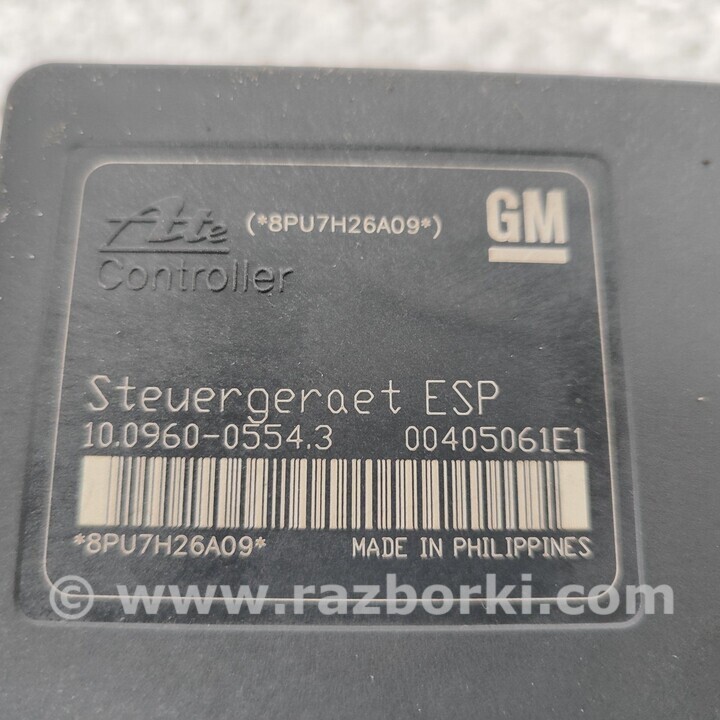 Ate (*8PU7H26A09*) GM
Controller
Steuergeraet ESP
10.0960-0554.3 00405061E1
*8PU7H26A09* MADE IN PHILIPPINES
© www.razborki.com